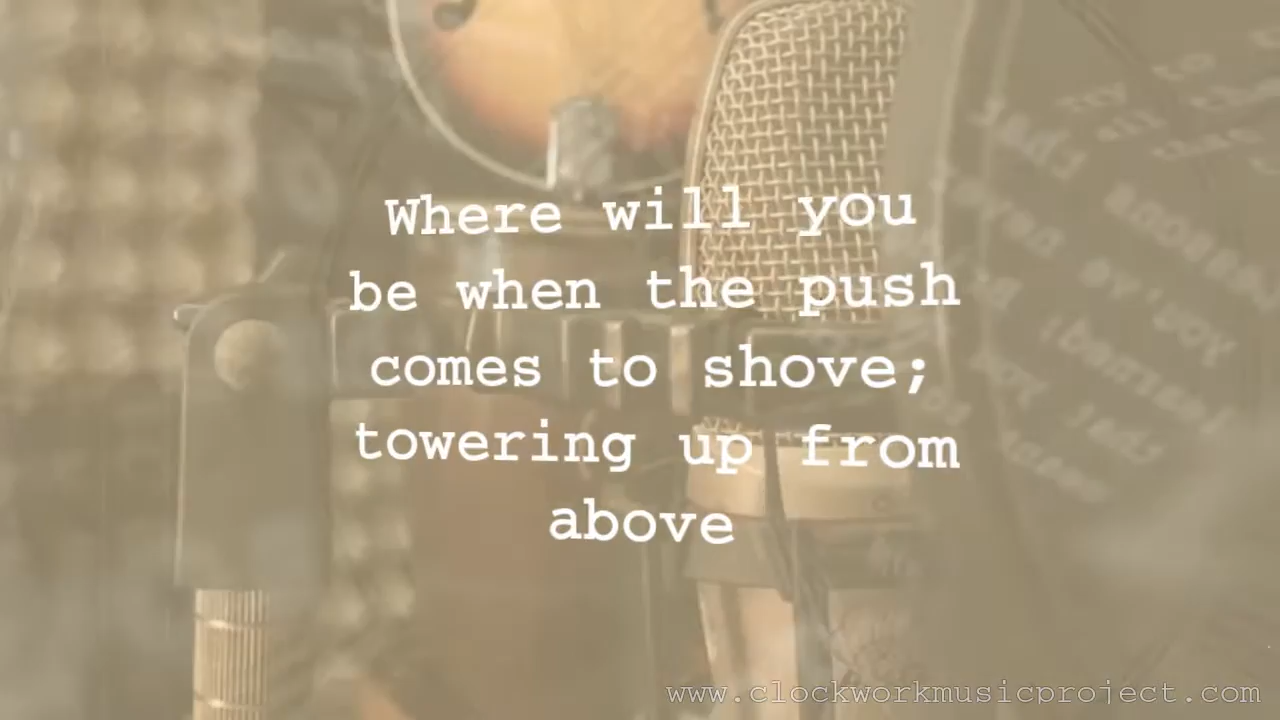 Where will you
be when the push
comes to shove;
towering up from
above
www.clockworkmusicproject.com